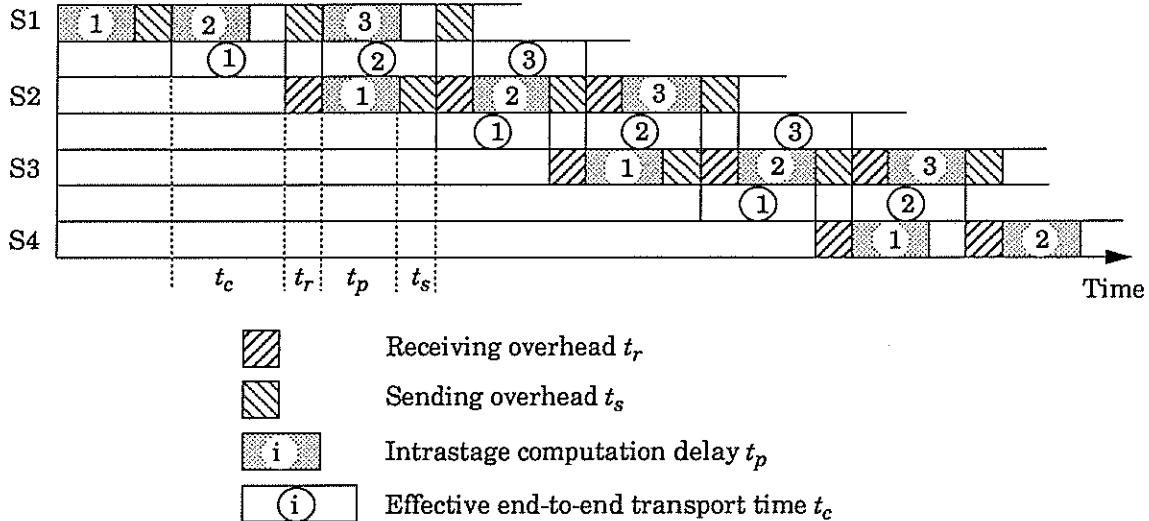 S1 1 2 3
1 2 3
S2 1 2 3
1 2 3
S3 1 2 3
1 2
S4 1 2
t_c t_r t_p t_s
Time
Receiving overhead t_r
Sending overhead t_s
i Intrastage computation delay t_p
i Effective end-to-end transport time t_c